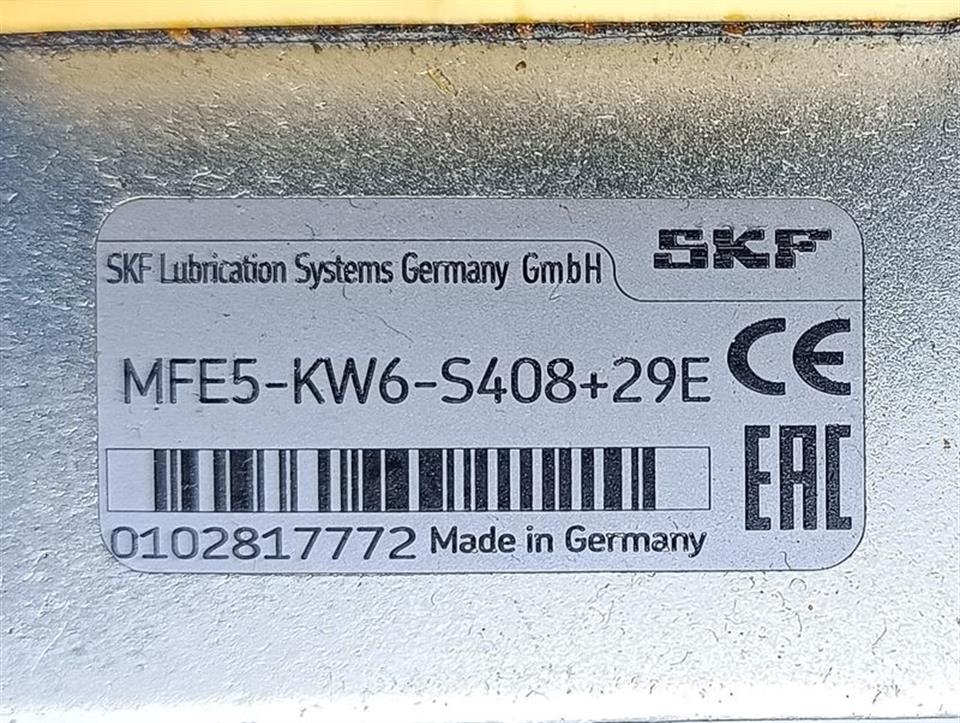 SKF Lubrication Systems Germany GmbH
SKF
MFE5-KW6-S408+29E
CE
EAC
0102817772 Made in Germany